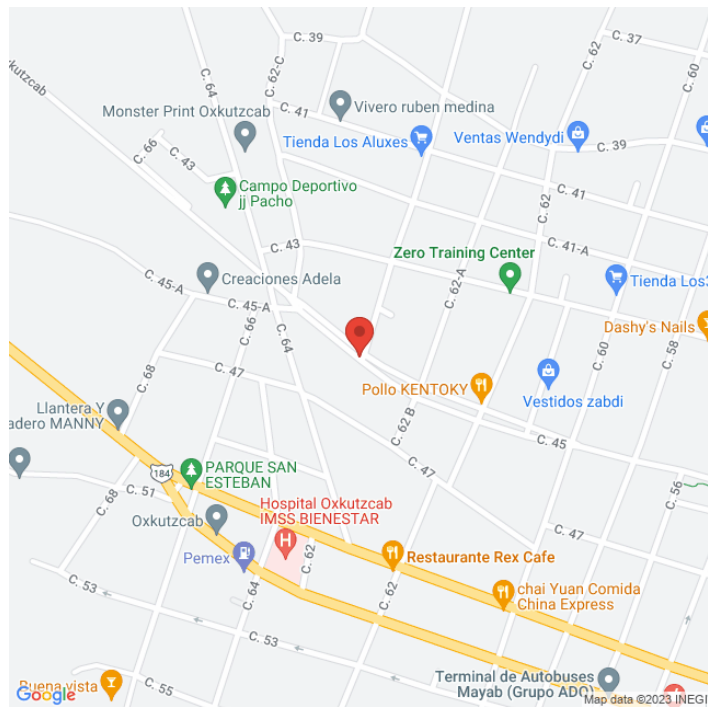 C. 39
C. 62
C. 37
C. 60
kutzcab
C. 64
C. 62-C
C. 41
Vivero ruben medina
Monster Print Oxkutzcab
Tienda Los Aluxes
Ventas Wendydi
C. 39
C. 66
C. 43
Campo Deportivo
jj Pacho
C. 41
C. 62
C. 43
C. 41-A
Zero Training Center
C. 62-A
C. 45-A
Creaciones Adela
Tienda Los3
C. 45-A
C. 66
C. 64
Dashy's Nails
C. 60
C. 58
C. 68
C. 47
Pollo KENTOKY
Vestidos zabdi
Llantera Y
adero MANNY
C. 62 B
C. 45
184
PARQUE SAN
ESTEBAN
C. 47
C. 56
C. 51
C. 68
Oxkutzcab
Hospital Oxkutzcab
IMSS BIENESTAR
C. 47
Pemex
C. 62
Restaurante Rex Cafe
C. 53
C. 64
C. 62
chai Yuan Comida
China Express
C. 53
Buena vista
C. 55
Terminal de Autobuses
Mayab (Grupo ADO)
Google
Map data ©2023 INEGI